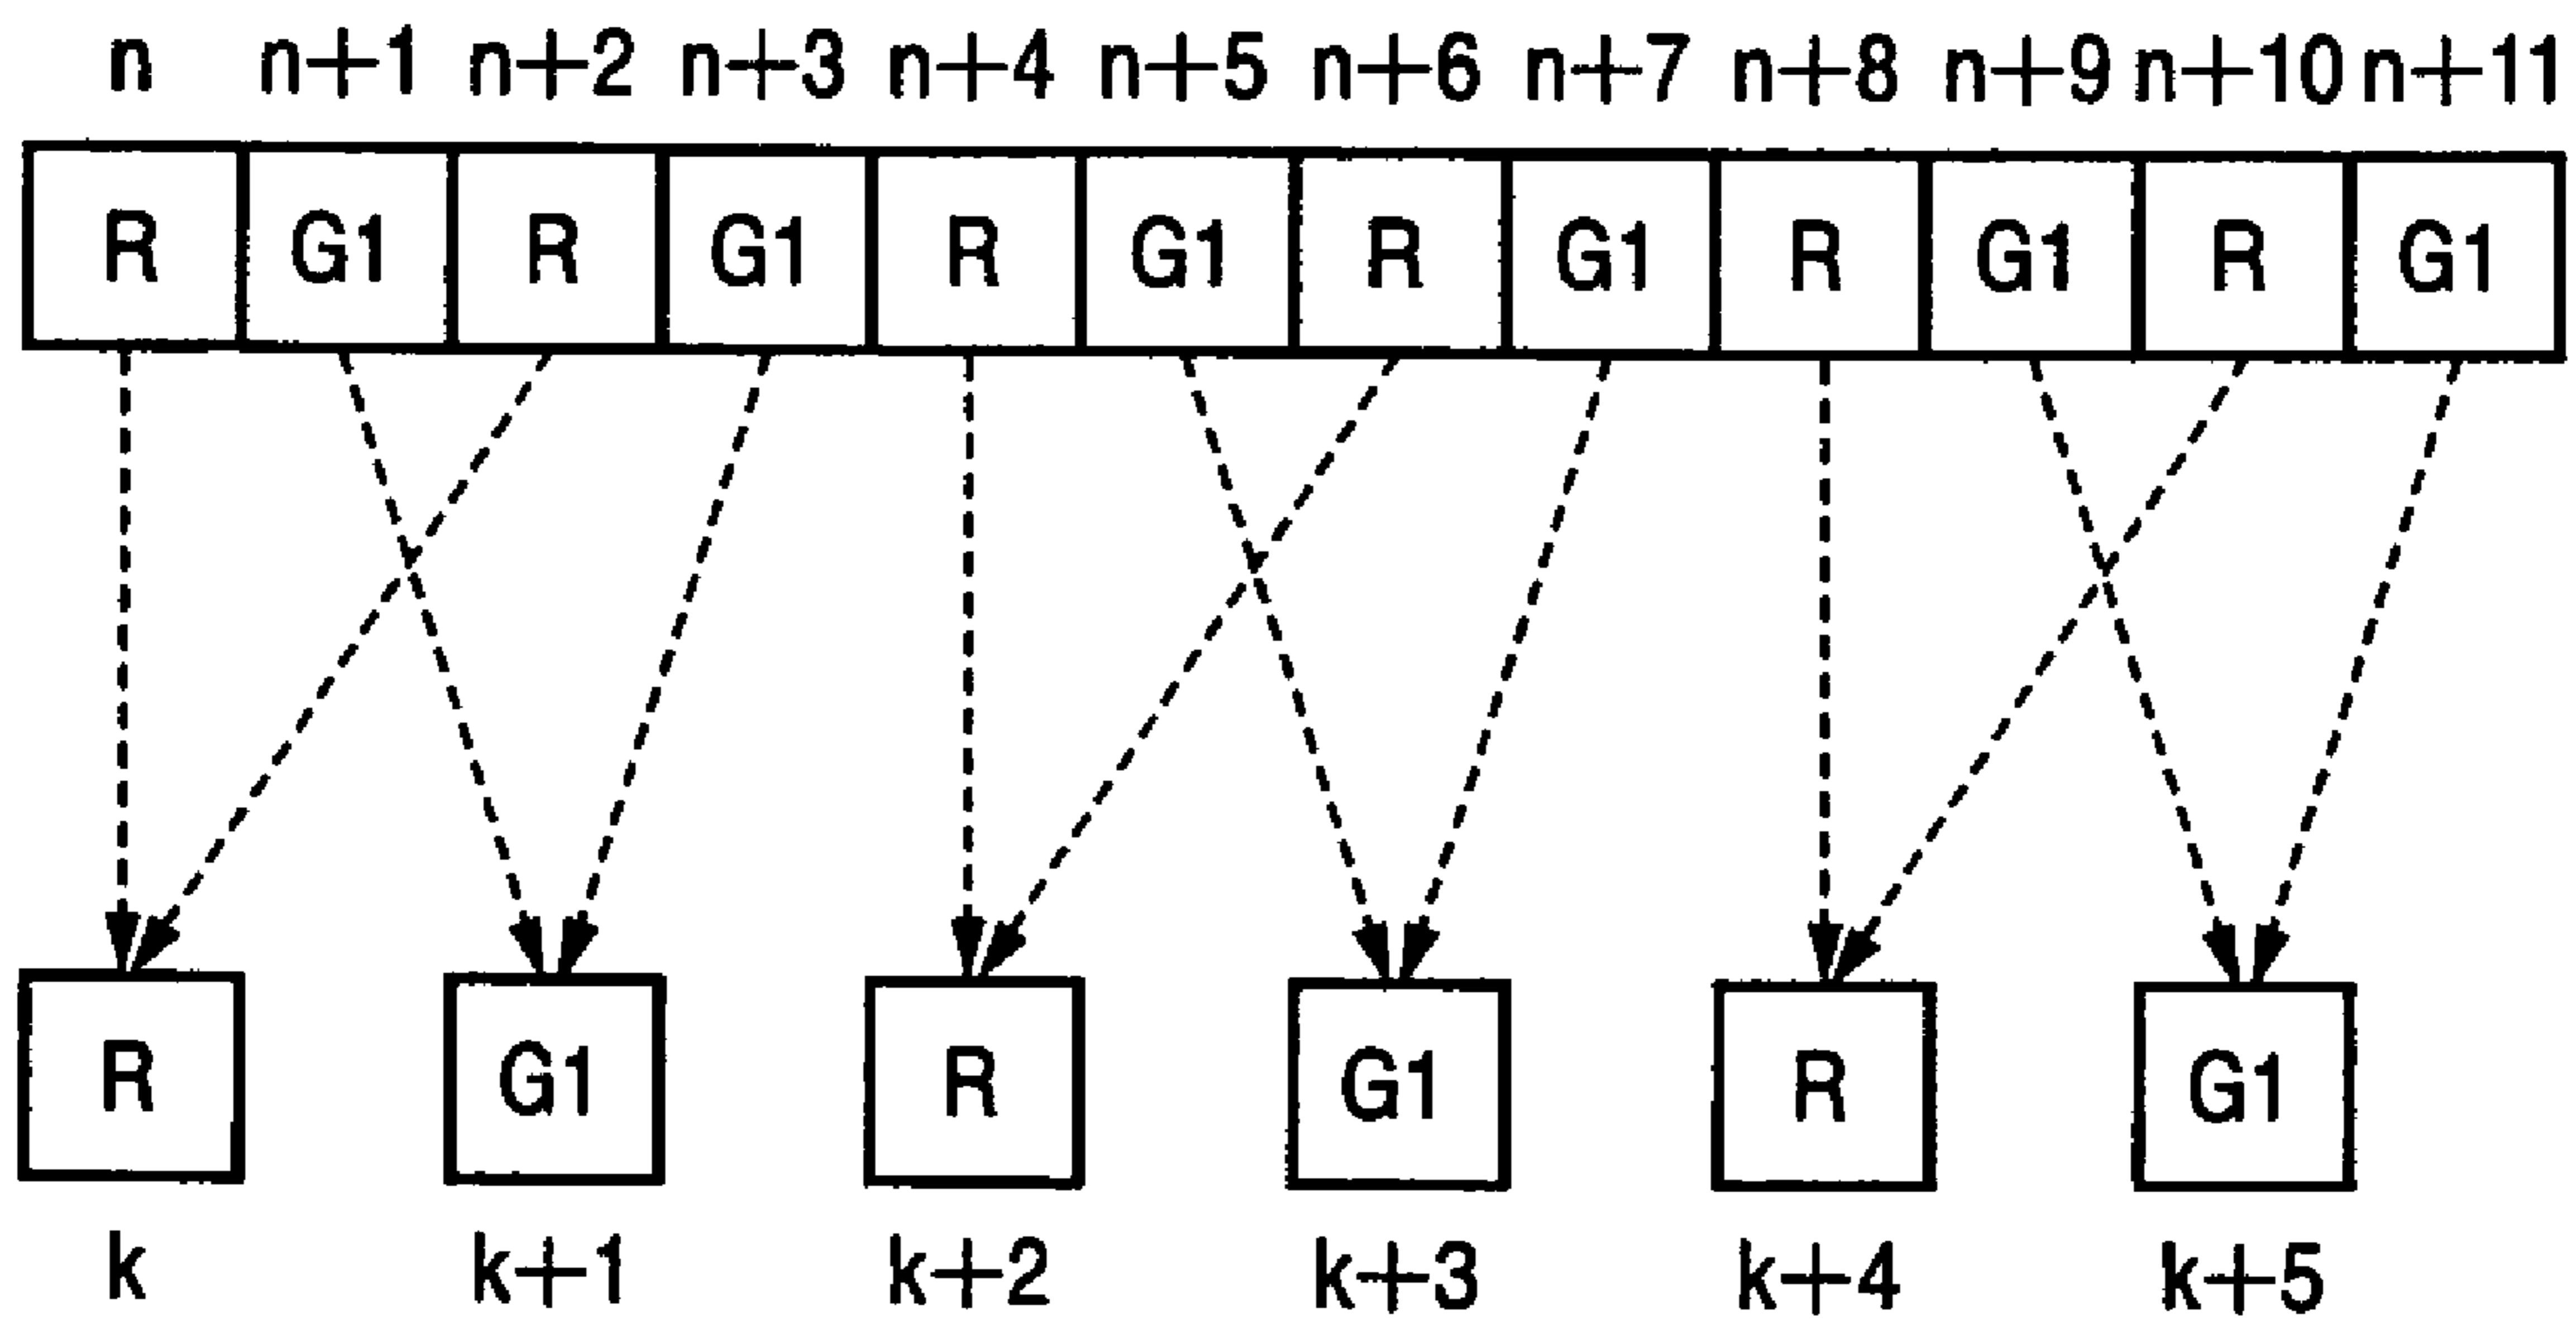 n n+1 n+2 n+3 n+4 n+5 n+6 n+7 n+8 n+9 n+10 n+11
R G1 R G1 R G1 R G1 R G1 R G1
R G1 R G1 R G1
k k+1 k+2 k+3 k+4 k+5